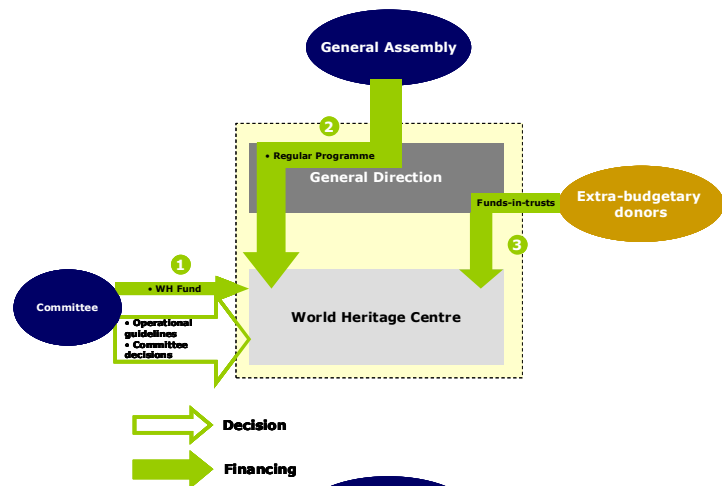 General Assembly
2
• Regular Programme
General Direction
Funds-in-trusts
Extra-budgetary
donors
3
1
• WH Fund
Committee
• Operational
guidelines
• Committee
decisions
World Heritage Centre
Decision
Financing